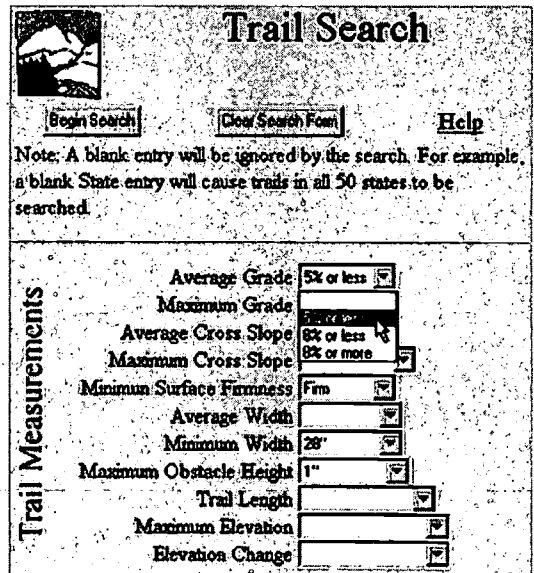 Trail Search
Begin Search Clear Search Form Help
Note: A blank entry will be ignored by the search. For example,
a blank State entry will cause trails in all 50 states to be
searched.
Trail Measurements
Average Grade 5% or less
Maximum Grade
Average Cross Slope 8% or less
8% or more
Maximum Cross Slope
Minimun Surface Firmness Firm
Average Width
Minimum Width 28"
Maximum Obstacle Height 1"
Trail Length
Maximum Elevation
Elevation Change